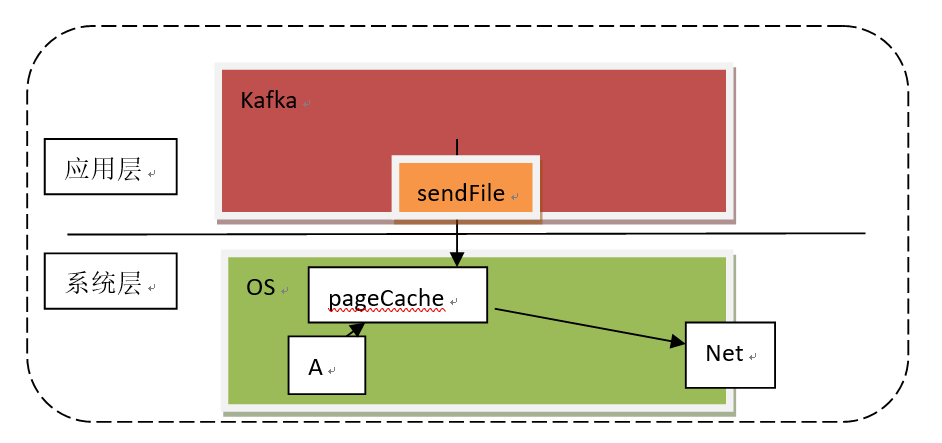 Kafka
应用层
sendFile
系统层
OS
pageCache
A
Net